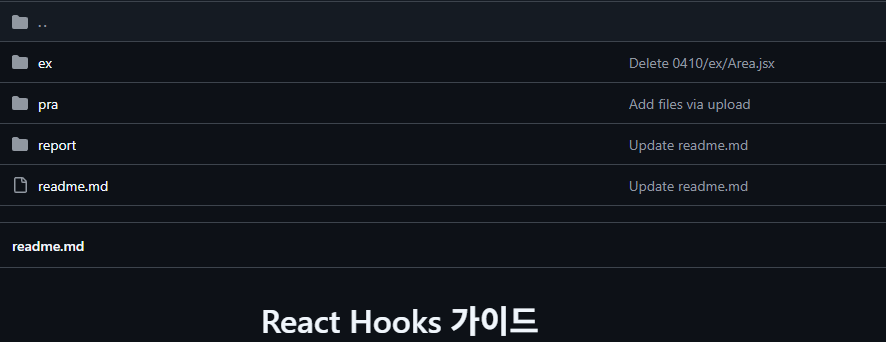 ..
ex Delete 0410/ex/Area.jsx
pra Add files via upload
report Update readme.md
readme.md Update readme.md
readme.md
React Hooks 가이드